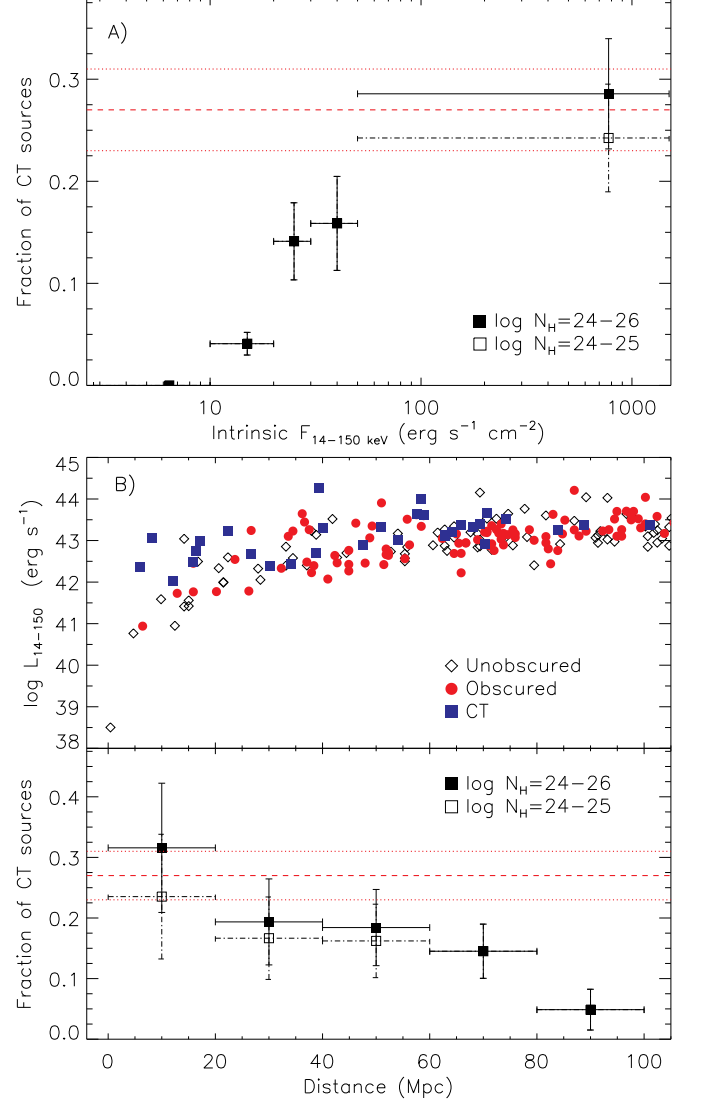 A)
0.3
0.2
0.1
0.0
Fraction of CT sources
log N_H=24−26
log N_H=24−25
10 100 1000
Intrinsic F_14−150 keV (erg s^−1 cm^−2)
B)
45
44
43
42
41
40
39
38
log L_14−150 (erg s^−1)
Unobscured
Obscured
CT
0.4
0.3
0.2
0.1
0.0
Fraction of CT sources
log N_H=24−26
log N_H=24−25
0 20 40 60 80 100
Distance (Mpc)